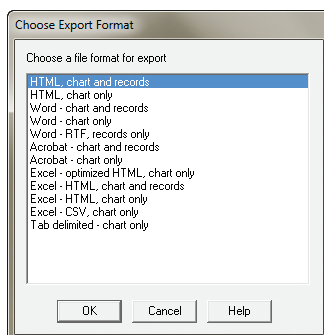 Choose Export Format
Choose a file format for export
HTML, chart and records
HTML, chart only
Word - chart and records
Word - chart only
Word - RTF, records only
Acrobat - chart and records
Acrobat - chart only
Excel - optimized HTML, chart only
Excel - HTML, chart and records
Excel - HTML, chart only
Excel - CSV, chart only
Tab delimited - chart only
OK
Cancel
Help